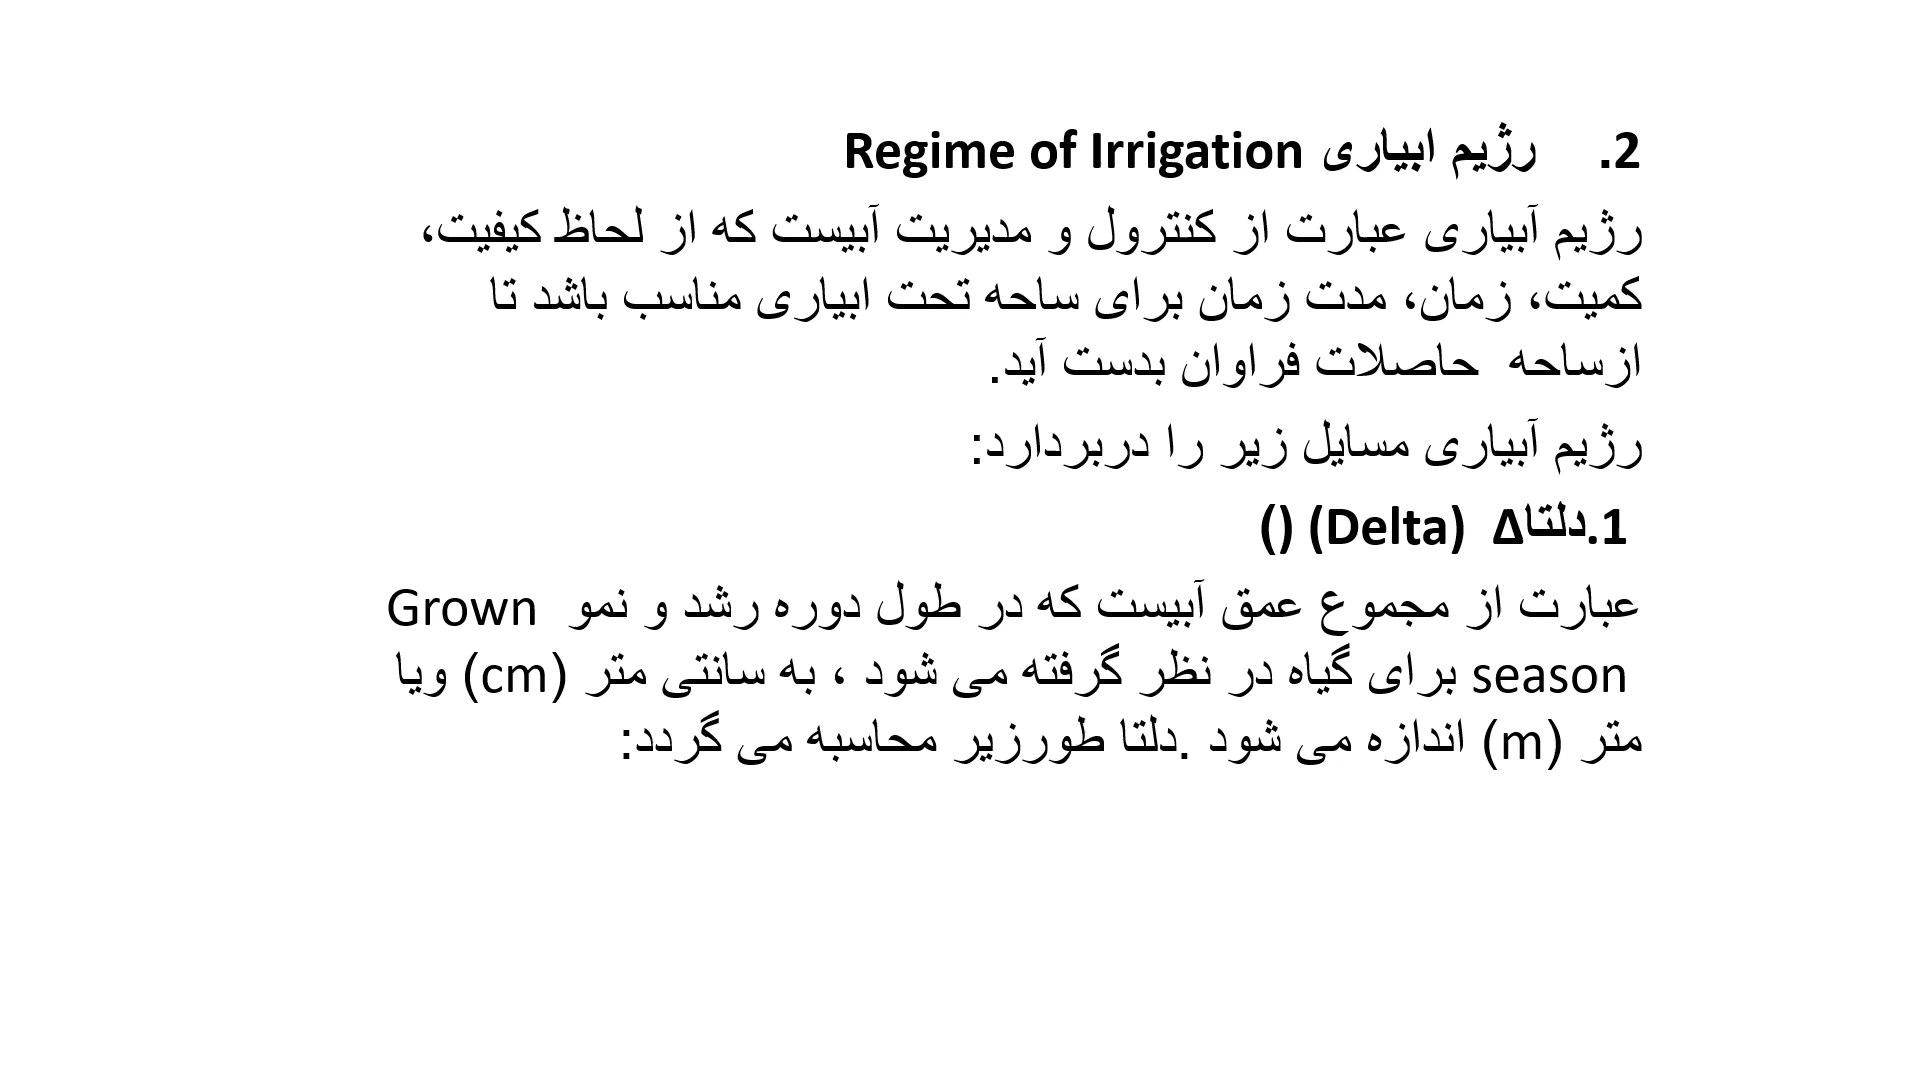 2. رژیم ابیاری Regime of Irrigation
رژیم آبیاری عبارت از کنترول و مدیریت آبیست که از لحاظ کیفیت،
کمیت، زمان، مدت زمان برای ساحه تحت ابیاری مناسب باشد تا
ازساحه حاصلات فراوان بدست آید.
رژیم آبیاری مسایل زیر را دربردارد:
1.دلتاΔ (Delta) ()
عبارت از مجموع عمق آبیست که در طول دوره رشد و نمو Grown
season برای گیاه در نظر گرفته می شود ، به سانتی متر (cm) ویا
متر (m) اندازه می شود .دلتا طورزیر محاسبه می گردد: